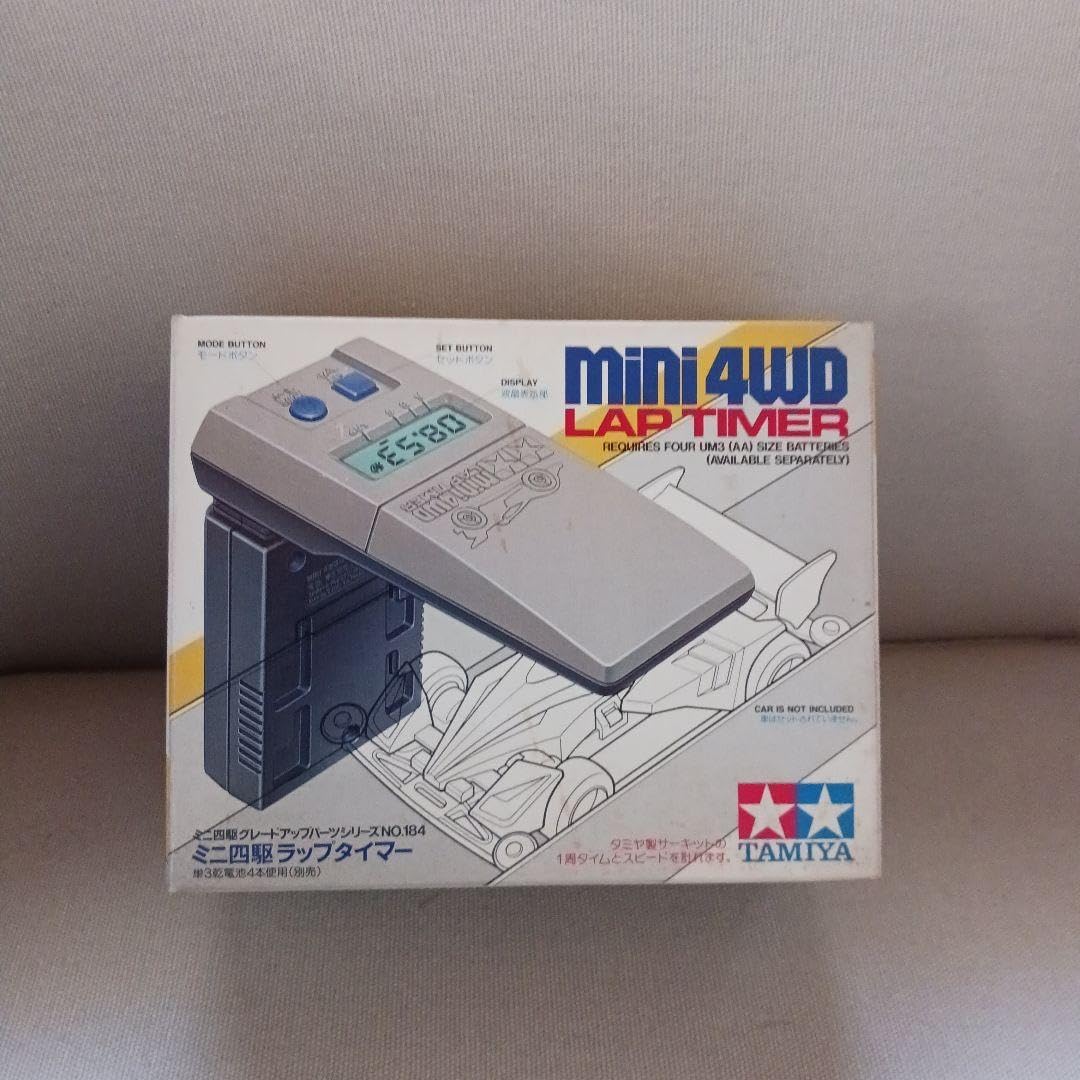 MODE BUTTON
モードボタン
SET BUTTON
セットボタン
DISPLAY
液晶表示部
mini 4WD
LAP TIMER
REQUIRES FOUR UM3 (AA) SIZE BATTERIES
(AVAILABLE SEPARATELY)
08.53
mini 4WD
CAR IS NOT INCLUDED
車はセットされていません。
ミニ四駆グレードアップパーツシリーズNO.184
ミニ四駆 ラップタイマー
単3乾電池4本使用(別売)
タミヤ製サーキットの
1周タイムとスピードを計れます。
TAMIYA